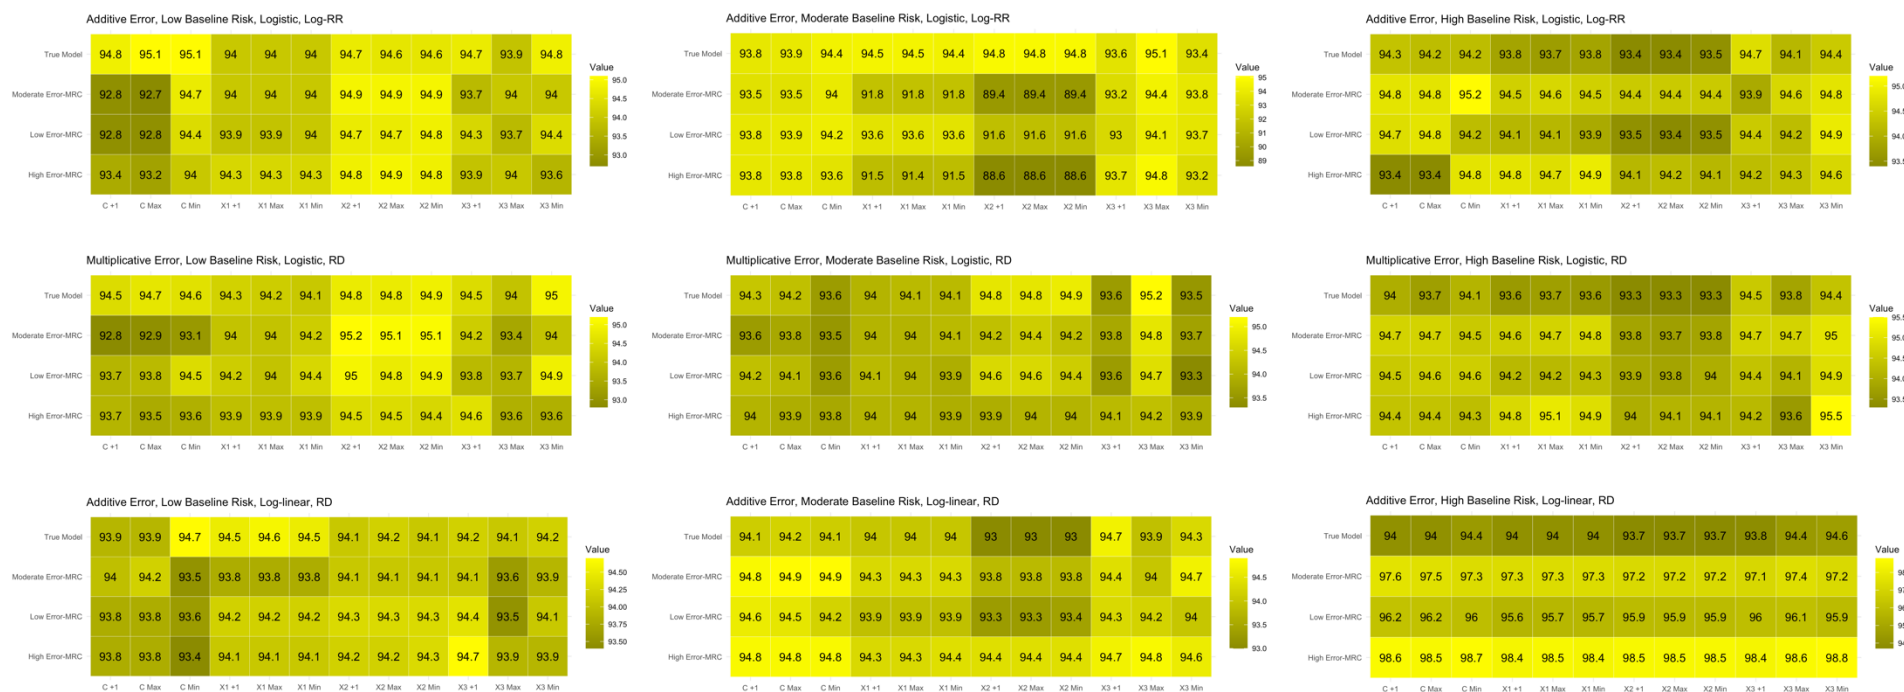 Additive Error, Low Baseline Risk, Logistic, Log-RR
True Model 94.8 95.1 95.1 94 94 94 94.7 94.6 94.6 94.7 93.9 94.8
Moderate Error-MRC 92.8 92.7 94.7 94 94 94 94.9 94.9 94.9 93.7 94 94
Low Error-MRC 92.8 92.8 94.4 93.9 93.9 94 94.7 94.7 94.8 94.3 93.7 94.4
High Error-MRC 93.4 93.2 94 94.3 94.3 94.3 94.8 94.9 94.8 93.9 94 93.6
C +1 C Max C Min X1 +1 X1 Max X1 Min X2 +1 X2 Max X2 Min X3 +1 X3 Max X3 Min
Value
95.0
94.5
94.0
93.5
93.0
Additive Error, Moderate Baseline Risk, Logistic, Log-RR
True Model 93.8 93.9 94.4 94.5 94.5 94.4 94.8 94.8 94.8 93.6 95.1 93.4
Moderate Error-MRC 93.5 93.5 94 91.8 91.8 91.8 89.4 89.4 89.4 93.2 94.4 93.8
Low Error-MRC 93.8 93.9 94.2 93.6 93.6 93.6 91.6 91.6 91.6 93 94.1 93.7
High Error-MRC 93.8 93.8 93.6 91.5 91.4 91.5 88.6 88.6 88.6 93.7 94.8 93.2
C +1 C Max C Min X1 +1 X1 Max X1 Min X2 +1 X2 Max X2 Min X3 +1 X3 Max X3 Min
Value
95
94
93
92
91
90
89
Additive Error, High Baseline Risk, Logistic, Log-RR
True Model 94.3 94.2 94.2 93.8 93.7 93.8 93.4 93.4 93.5 94.7 94.1 94.4
Moderate Error-MRC 94.8 94.8 95.2 94.5 94.6 94.5 94.4 94.4 94.4 93.9 94.6 94.8
Low Error-MRC 94.7 94.8 94.2 94.1 94.1 93.9 93.5 93.4 93.5 94.4 94.2 94.9
High Error-MRC 93.4 93.4 94.8 94.8 94.7 94.9 94.1 94.2 94.1 94.2 94.3 94.6
C +1 C Max C Min X1 +1 X1 Max X1 Min X2 +1 X2 Max X2 Min X3 +1 X3 Max X3 Min
Value
95.0
94.5
94.0
93.5
Multiplicative Error, Low Baseline Risk, Logistic, RD
True Model 94.5 94.7 94.6 94.3 94.2 94.1 94.8 94.8 94.9 94.5 94 95
Moderate Error-MRC 92.8 92.9 93.1 94 94 94.2 95.2 95.1 95.1 94.2 93.4 94
Low Error-MRC 93.7 93.8 94.5 94.2 94 94.4 95 94.8 94.9 93.8 93.7 94.9
High Error-MRC 93.7 93.5 93.6 93.9 93.9 93.9 94.5 94.5 94.4 94.6 93.6 93.6
C +1 C Max C Min X1 +1 X1 Max X1 Min X2 +1 X2 Max X2 Min X3 +1 X3 Max X3 Min
Value
95.0
94.5
94.0
93.5
93.0
Multiplicative Error, Moderate Baseline Risk, Logistic, RD
True Model 94.3 94.2 93.6 94 94.1 94.1 94.8 94.8 94.9 93.6 95.2 93.5
Moderate Error-MRC 93.6 93.8 93.5 94 94 94.1 94.2 94.4 94.2 93.8 94.8 93.7
Low Error-MRC 94.2 94.1 93.6 94.1 94 93.9 94.6 94.6 94.4 93.6 94.7 93.3
High Error-MRC 94 93.9 93.8 94 94 93.9 93.9 94 94 94.1 94.2 93.9
C +1 C Max C Min X1 +1 X1 Max X1 Min X2 +1 X2 Max X2 Min X3 +1 X3 Max X3 Min
Value
95.0
94.5
94.0
93.5
Multiplicative Error, High Baseline Risk, Logistic, RD
True Model 94 93.7 94.1 93.6 93.7 93.6 93.3 93.3 93.3 94.5 93.8 94.4
Moderate Error-MRC 94.7 94.7 94.5 94.6 94.7 94.8 93.8 93.7 93.8 94.7 94.7 95
Low Error-MRC 94.5 94.6 94.6 94.2 94.2 94.3 93.9 93.8 94 94.4 94.1 94.9
High Error-MRC 94.4 94.4 94.3 94.8 95.1 94.9 94 94.1 94.1 94.2 93.6 95.5
C +1 C Max C Min X1 +1 X1 Max X1 Min X2 +1 X2 Max X2 Min X3 +1 X3 Max X3 Min
Value
95.5
95.0
94.5
94.0
93.5
Additive Error, Low Baseline Risk, Log-linear, RD
True Model 93.9 93.9 94.7 94.5 94.6 94.5 94.1 94.2 94.1 94.2 94.1 94.2
Moderate Error-MRC 94 94.2 93.5 93.8 93.8 93.8 94.1 94.1 94.1 94.1 93.6 93.9
Low Error-MRC 93.8 93.8 93.6 94.2 94.2 94.2 94.3 94.3 94.3 94.4 93.5 94.1
High Error-MRC 93.8 93.8 93.4 94.1 94.1 94.1 94.2 94.2 94.3 94.7 93.9 93.9
C +1 C Max C Min X1 +1 X1 Max X1 Min X2 +1 X2 Max X2 Min X3 +1 X3 Max X3 Min
Value
94.50
94.25
94.00
93.75
93.50
Additive Error, Moderate Baseline Risk, Log-linear, RD
True Model 94.1 94.2 94.1 94 94 94 93 93 93 94.7 93.9 94.3
Moderate Error-MRC 94.8 94.9 94.9 94.3 94.3 94.3 93.8 93.8 93.8 94.4 94 94.7
Low Error-MRC 94.6 94.5 94.2 93.9 93.9 93.9 93.3 93.3 93.4 94.3 94.2 94
High Error-MRC 94.8 94.8 94.8 94.3 94.3 94.4 94.4 94.4 94.4 94.7 94.8 94.6
C +1 C Max C Min X1 +1 X1 Max X1 Min X2 +1 X2 Max X2 Min X3 +1 X3 Max X3 Min
Value
94.5
94.0
93.5
93.0
Additive Error, High Baseline Risk, Log-linear, RD
True Model 94 94 94.4 94 94 94 93.7 93.7 93.7 93.8 94.4 94.6
Moderate Error-MRC 97.6 97.5 97.3 97.3 97.3 97.3 97.2 97.2 97.2 97.1 97.4 97.2
Low Error-MRC 96.2 96.2 96 95.6 95.7 95.7 95.9 95.9 95.9 96 96.1 95.9
High Error-MRC 98.6 98.5 98.7 98.4 98.5 98.4 98.5 98.5 98.5 98.4 98.6 98.8
C +1 C Max C Min X1 +1 X1 Max X1 Min X2 +1 X2 Max X2 Min X3 +1 X3 Max X3 Min
Value
98
97
96
95
94